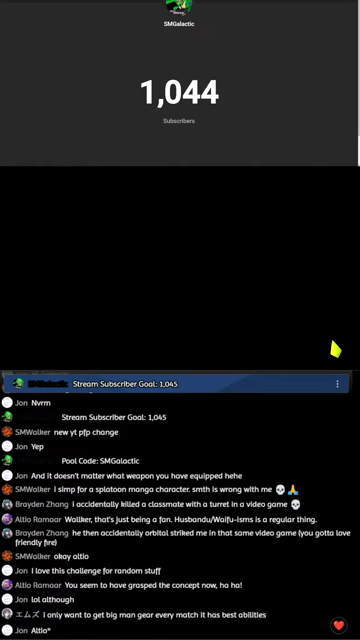 SMGalactic
1,044
Subscribers
Stream Subscriber Goal: 1,045
Jon Nvrm
Stream Subscriber Goal: 1,045
SMWalker new yt pfp change
Jon Yep
Pool Code: SMGalactic
Jon And it doesn't matter what weapon you have equipped hehe
SMWalker I simp for a splatoon manga character. smth is wrong with me 💀🙏
Brayden Zhang I accidentally killed a classmate with a turret in a video game 💀
Altio Ramaar Wallker, that's just being a fan. Husbandu/Waifu-isms is a regular thing.
Brayden Zhang he then accidentally orbital striked me in that same video game (you gotta love
friendly fire)
SMWalker okay altio
Jon I love this challenge for random stuff
Altio Ramaar You seem to have grasped the concept now, ha ha!
Jon lol although
エムズ i only want to get big man gear every match it has best abilities
Jon Altio*